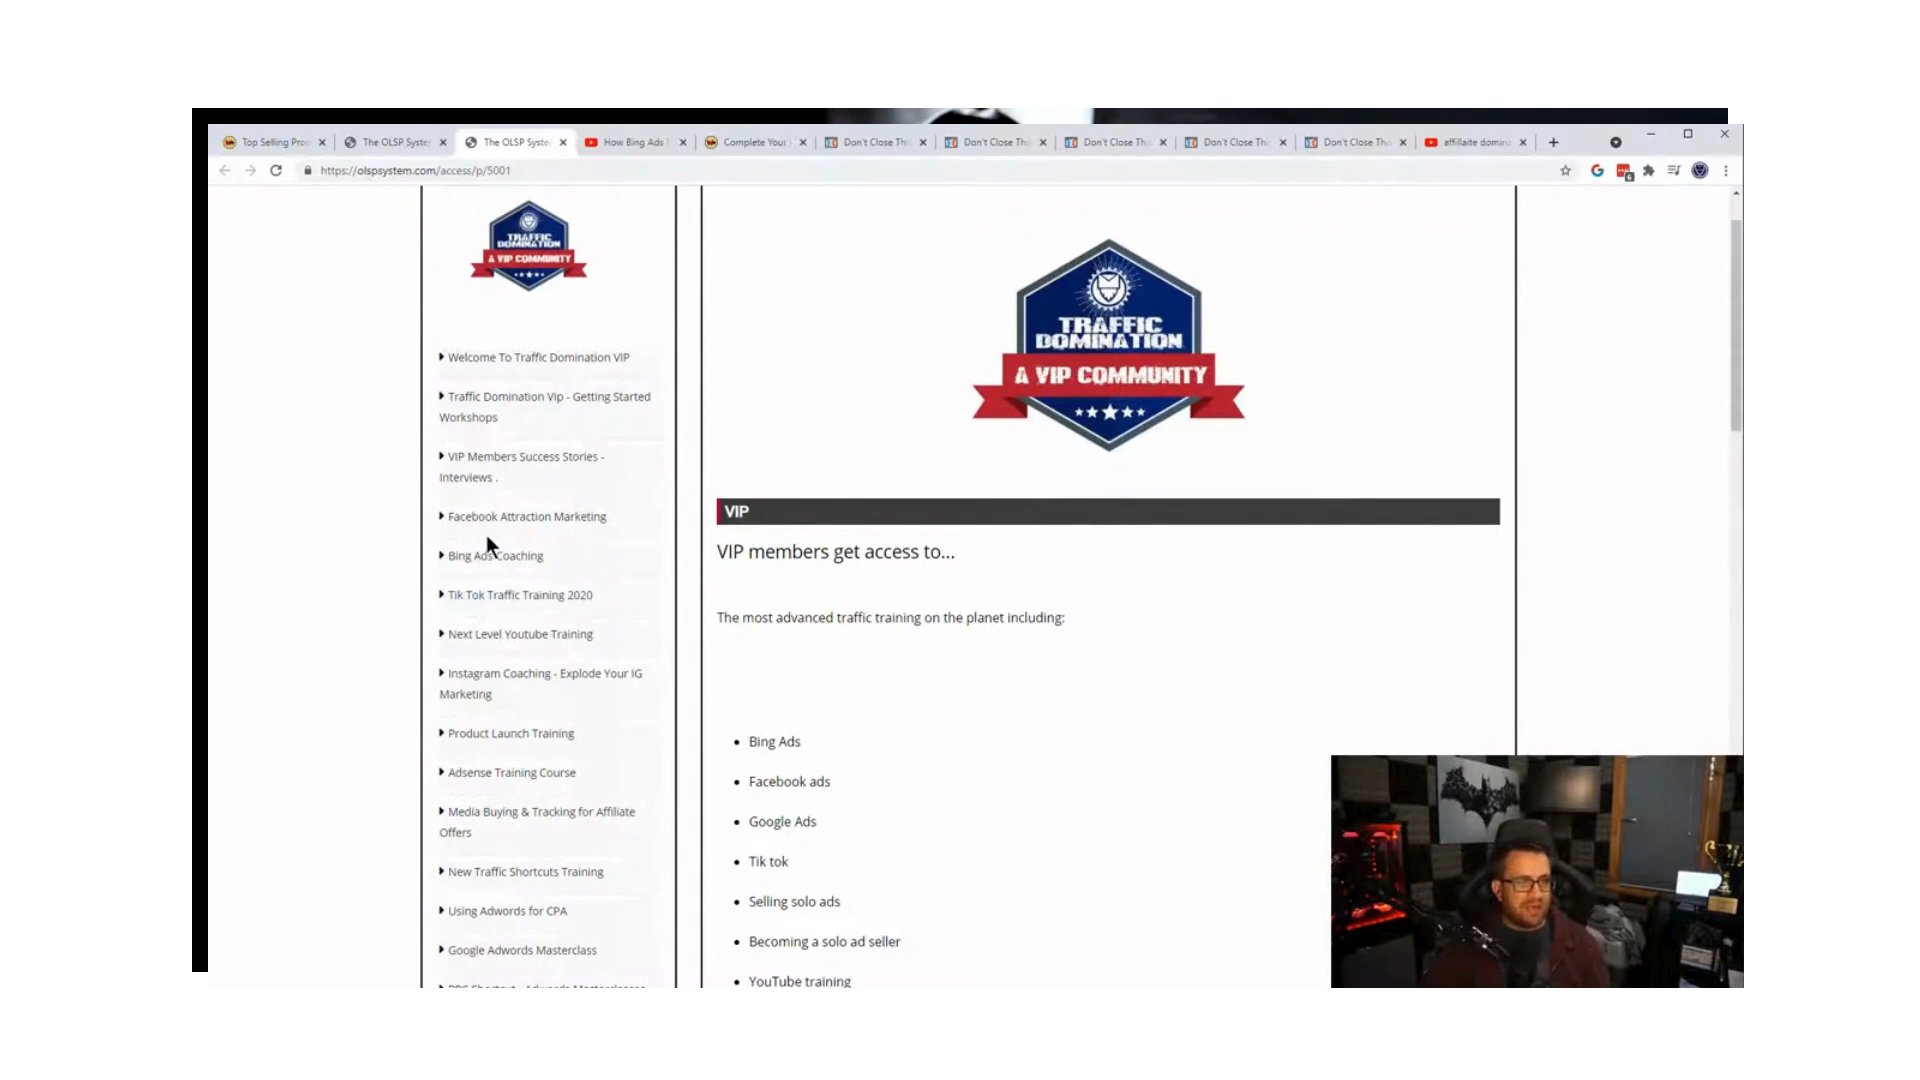 Top Selling Pro
The OLSP Syste
The OLSP Syste
How Bing Ads
Complete Your
Don't Close Thi
Don't Close Thi
Don't Close Thi
Don't Close Thi
Don't Close Thi
affillaite domin
https://olspsystem.com/access/p/5001
TRAFFIC
DOMINATION
A VIP COMMUNITY
Welcome To Traffic Domination VIP
Traffic Domination Vip - Getting Started
Workshops
VIP Members Success Stories -
Interviews .
Facebook Attraction Marketing
Bing Ads Coaching
Tik Tok Traffic Training 2020
Next Level Youtube Training
Instagram Coaching - Explode Your IG
Marketing
Product Launch Training
Adsense Training Course
Media Buying & Tracking for Affiliate
Offers
New Traffic Shortcuts Training
Using Adwords for CPA
Google Adwords Masterclass
TRAFFIC
DOMINATION
A VIP COMMUNITY
VIP
VIP members get access to...
The most advanced traffic training on the planet including:
Bing Ads
Facebook ads
Google Ads
Tik tok
Selling solo ads
Becoming a solo ad seller
YouTube training